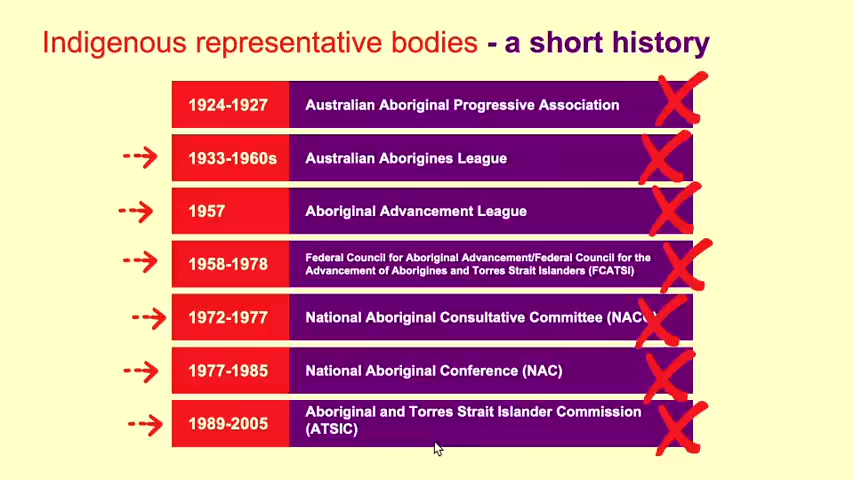 Indigenous representative bodies - a short history
1924-1927 Australian Aboriginal Progressive Association
1933-1960s Australian Aborigines League
1957 Aboriginal Advancement League
1958-1978 Federal Council for Aboriginal Advancement/Federal Council for the
Advancement of Aborigines and Torres Strait Islanders (FCATSI)
1972-1977 National Aboriginal Consultative Committee (NACC)
1977-1985 National Aboriginal Conference (NAC)
1989-2005 Aboriginal and Torres Strait Islander Commission
(ATSIC)